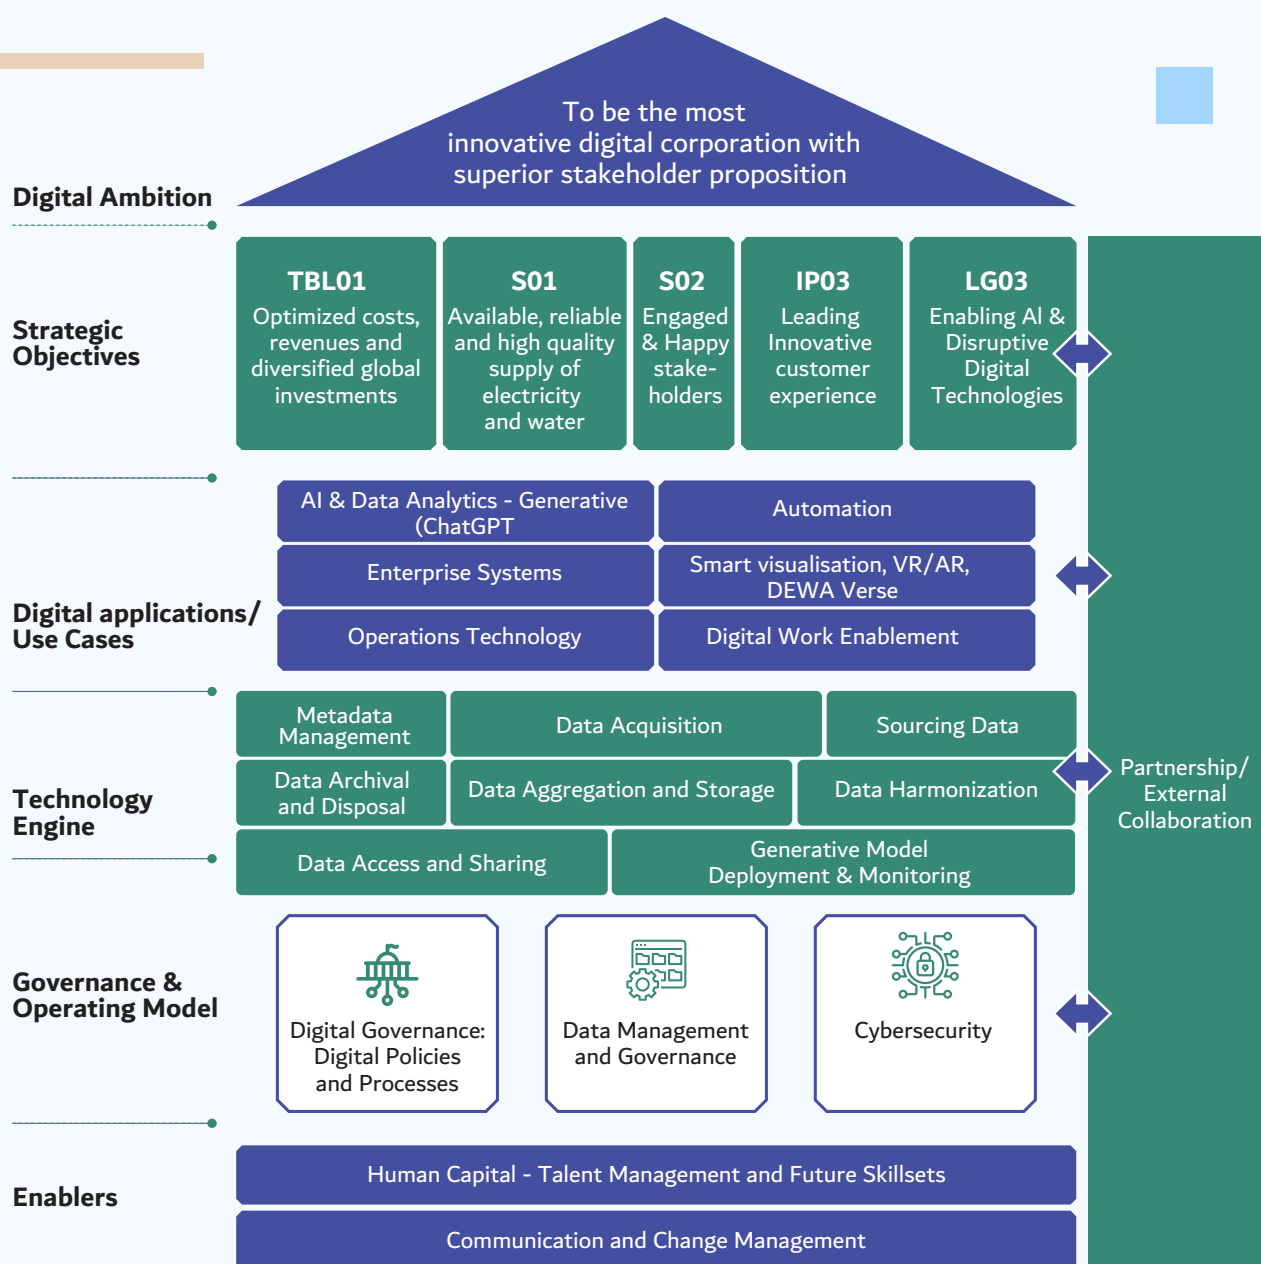 To be the most
innovative digital corporation with
superior stakeholder proposition
Digital Ambition
Strategic
Objectives
TBL01
Optimized costs,
revenues and
diversified global
investments
S01
Available, reliable
and high quality
supply of
electricity
and water
S02
Engaged
& Happy
stake-
holders
IP03
Leading
Innovative
customer
experience
LG03
Enabling AI &
Disruptive
Digital
Technologies
Digital applications/
Use Cases
AI & Data Analytics - Generative
(ChatGPT
Automation
Enterprise Systems
Smart visualisation, VR/AR,
DEWA Verse
Operations Technology
Digital Work Enablement
Technology
Engine
Metadata
Management
Data Acquisition
Sourcing Data
Data Archival
and Disposal
Data Aggregation and Storage
Data Harmonization
Data Access and Sharing
Generative Model
Deployment & Monitoring
Partnership/
External
Collaboration
Governance &
Operating Model
Digital Governance:
Digital Policies
and Processes
Data Management
and Governance
Cybersecurity
Enablers
Human Capital - Talent Management and Future Skillsets
Communication and Change Management